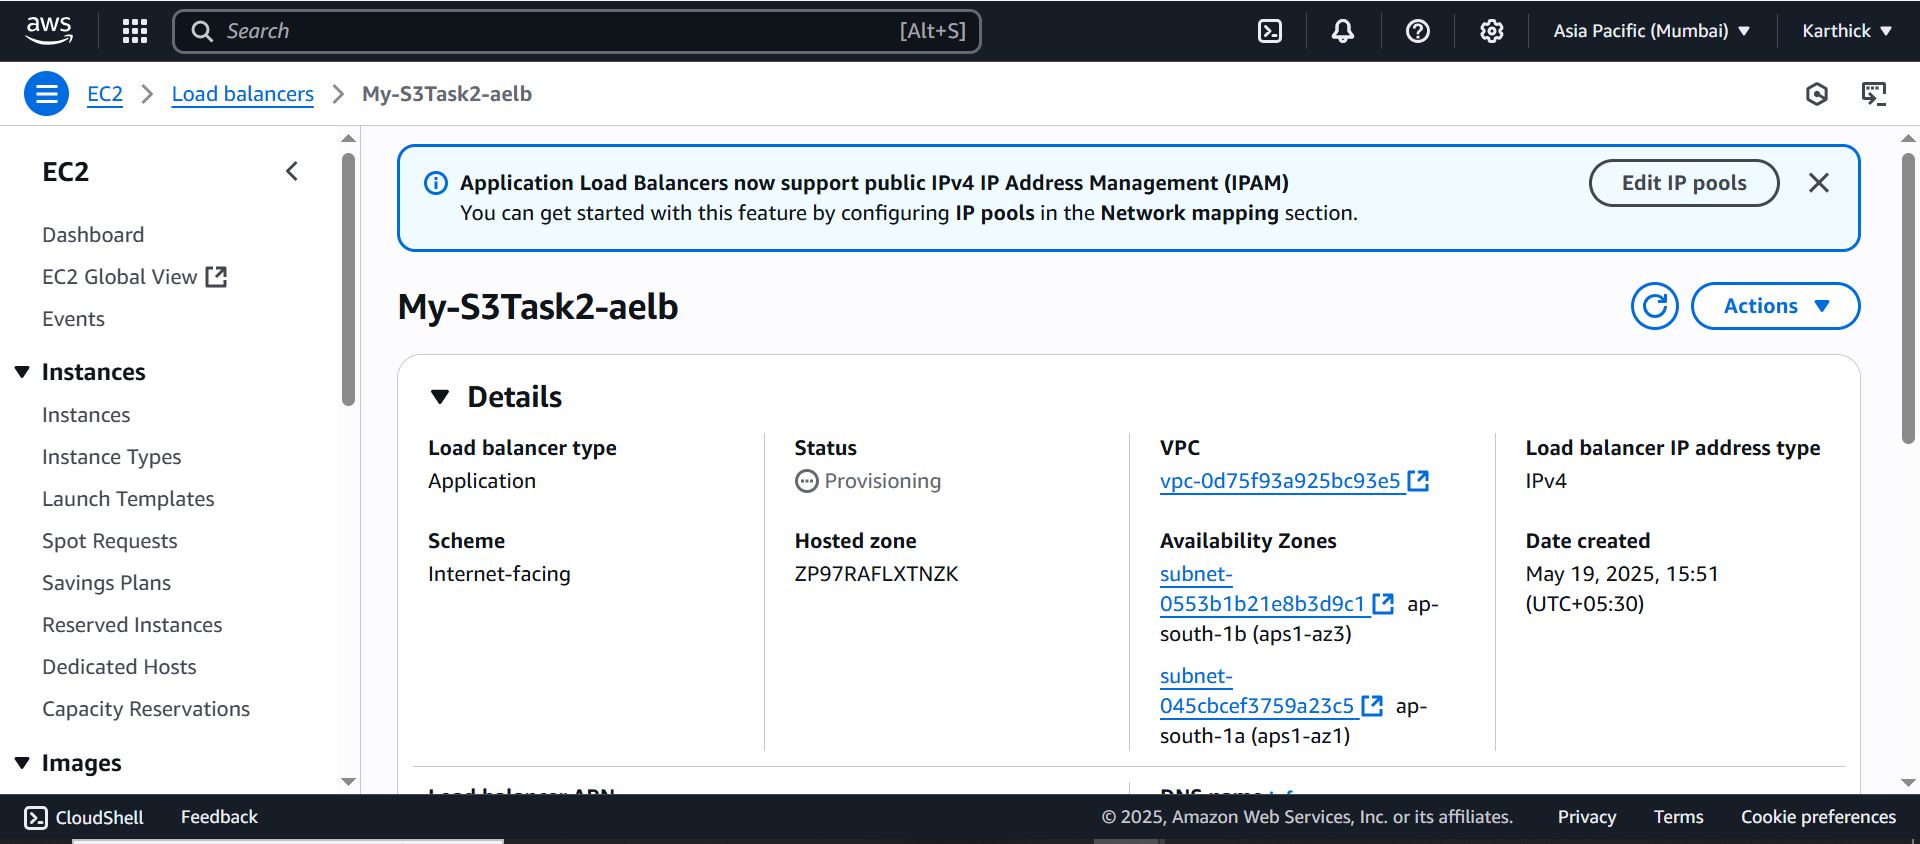 aws
Search
[Alt+S]
Asia Pacific (Mumbai)
Karthick
EC2
Load balancers
My-S3Task2-aelb
EC2
Dashboard
EC2 Global View
Events
Instances
Instances
Instance Types
Launch Templates
Spot Requests
Savings Plans
Reserved Instances
Dedicated Hosts
Capacity Reservations
Images
Application Load Balancers now support public IPv4 IP Address Management (IPAM)
You can get started with this feature by configuring IP pools in the Network mapping section.
Edit IP pools
My-S3Task2-aelb
Actions
Details
Load balancer type
Application
Status
Provisioning
VPC
vpc-0d75f93a925bc93e5
Load balancer IP address type
IPv4
Scheme
Internet-facing
Hosted zone
ZP97RAFLXTNZK
Availability Zones
subnet-
0553b1b21e8b3d9c1 ap-
south-1b (aps1-az3)
subnet-
045cbcef3759a23c5 ap-
south-1a (aps1-az1)
Date created
May 19, 2025, 15:51
(UTC+05:30)
Load balancer ARN
DNS name
CloudShell
Feedback
© 2025, Amazon Web Services, Inc. or its affiliates.
Privacy
Terms
Cookie preferences